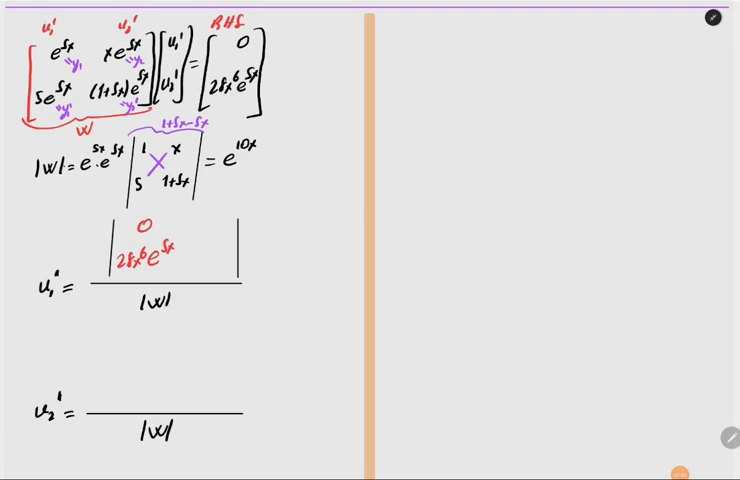 u₁' u₂' RHS
[e^{5x} xe^{5x}] [u₁'] = [0]
"y₁ "y₂
[5e^{5x} (1+5x)e^{5x}] [u₂'] [28x⁶e^{5x}]
"y₁' "y₂'
W
1+5x-5x
|W| = e^{5x}·e^{5x} |1 x| = e^{10x}
|5 1+5x|
|0 |
|28x⁶e^{5x} |
u₁' =
|W|
u₂' =
|W|